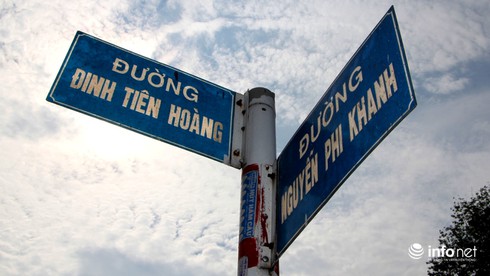 ĐƯỜNG
ĐINH TIÊN HOÀNG
ĐƯỜNG
NGUYỄN PHI KHANH
infonet